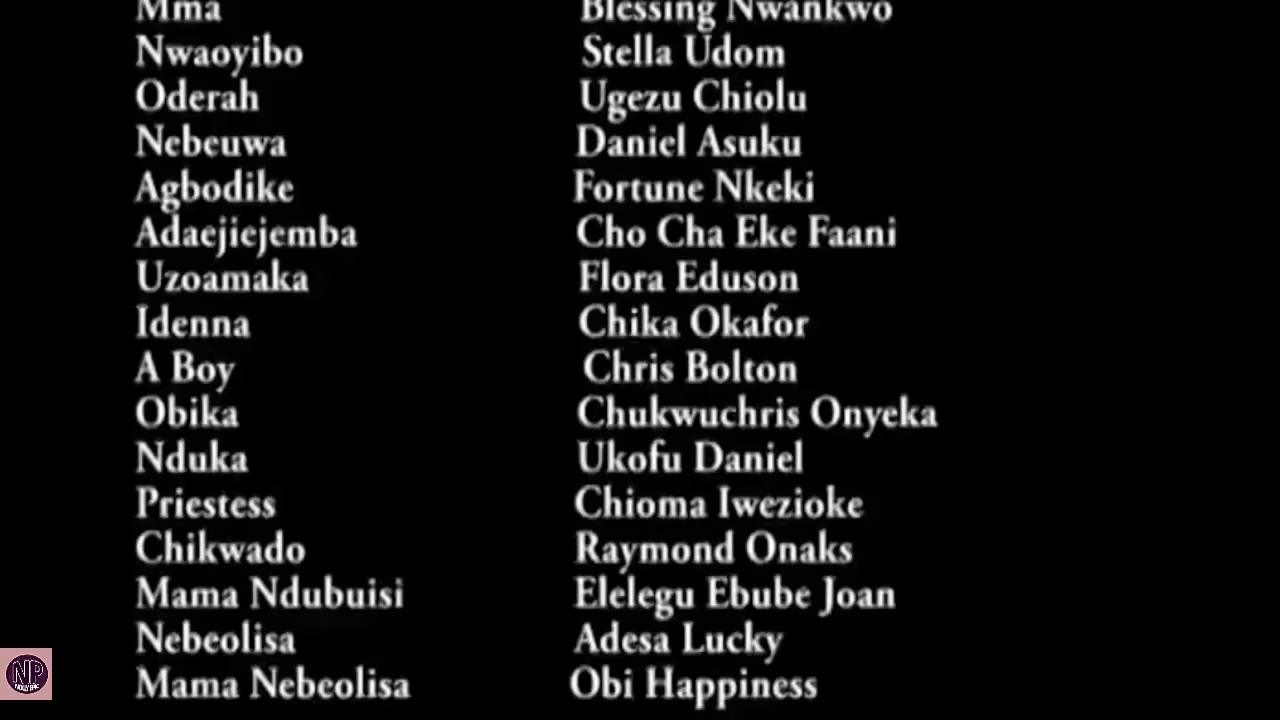 Mma Blessing Nwankwo
Nwaoyibo Stella Udom
Oderah Ugezu Chiolu
Nebeuwa Daniel Asuku
Agbodike Fortune Nkeki
Adaejiejemba Cho Cha Eke Faani
Uzoamaka Flora Eduson
Idenna Chika Okafor
A Boy Chris Bolton
Obika Chukwuchris Onyeka
Nduka Ukofu Daniel
Priestess Chioma Iwezioke
Chikwado Raymond Onaks
Mama Ndubuisi Elelegu Ebube Joan
Nebeolisa Adesa Lucky
Mama Nebeolisa Obi Happiness
NP